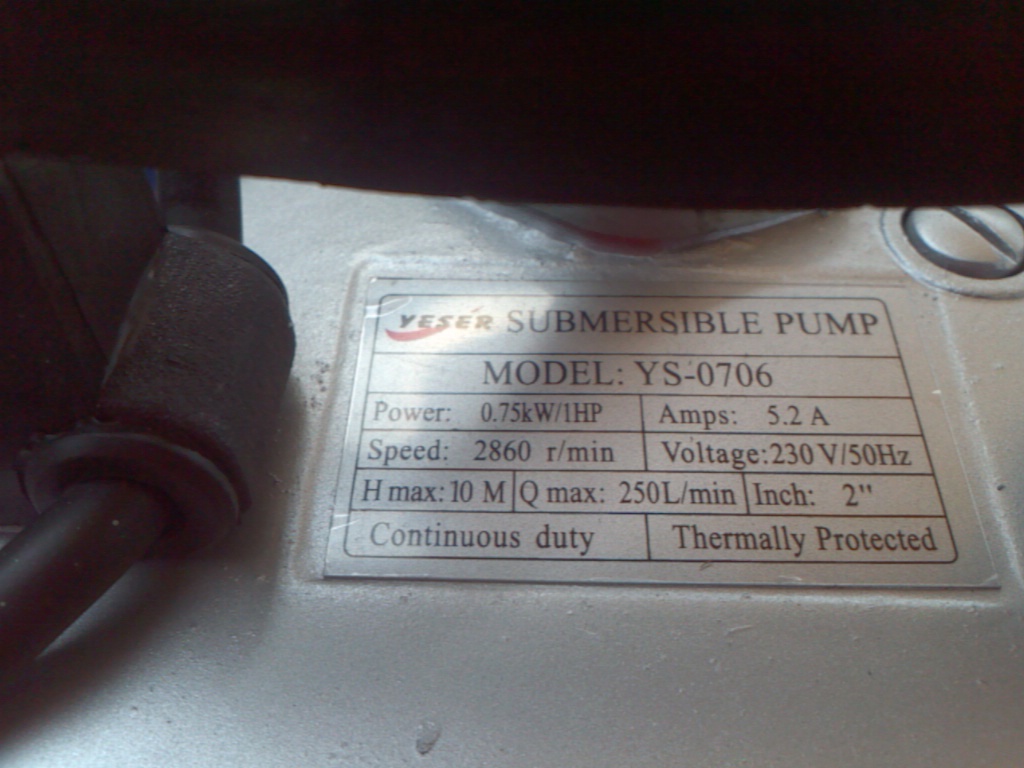 YESER SUBMERSIBLE PUMP
MODEL: YS-0706
Power: 0.75kW/1HP Amps: 5.2 A
Speed: 2860 r/min Voltage:230 V/50Hz
H max:10 M Q max: 250L/min Inch: 2"
Continuous duty Thermally Protected